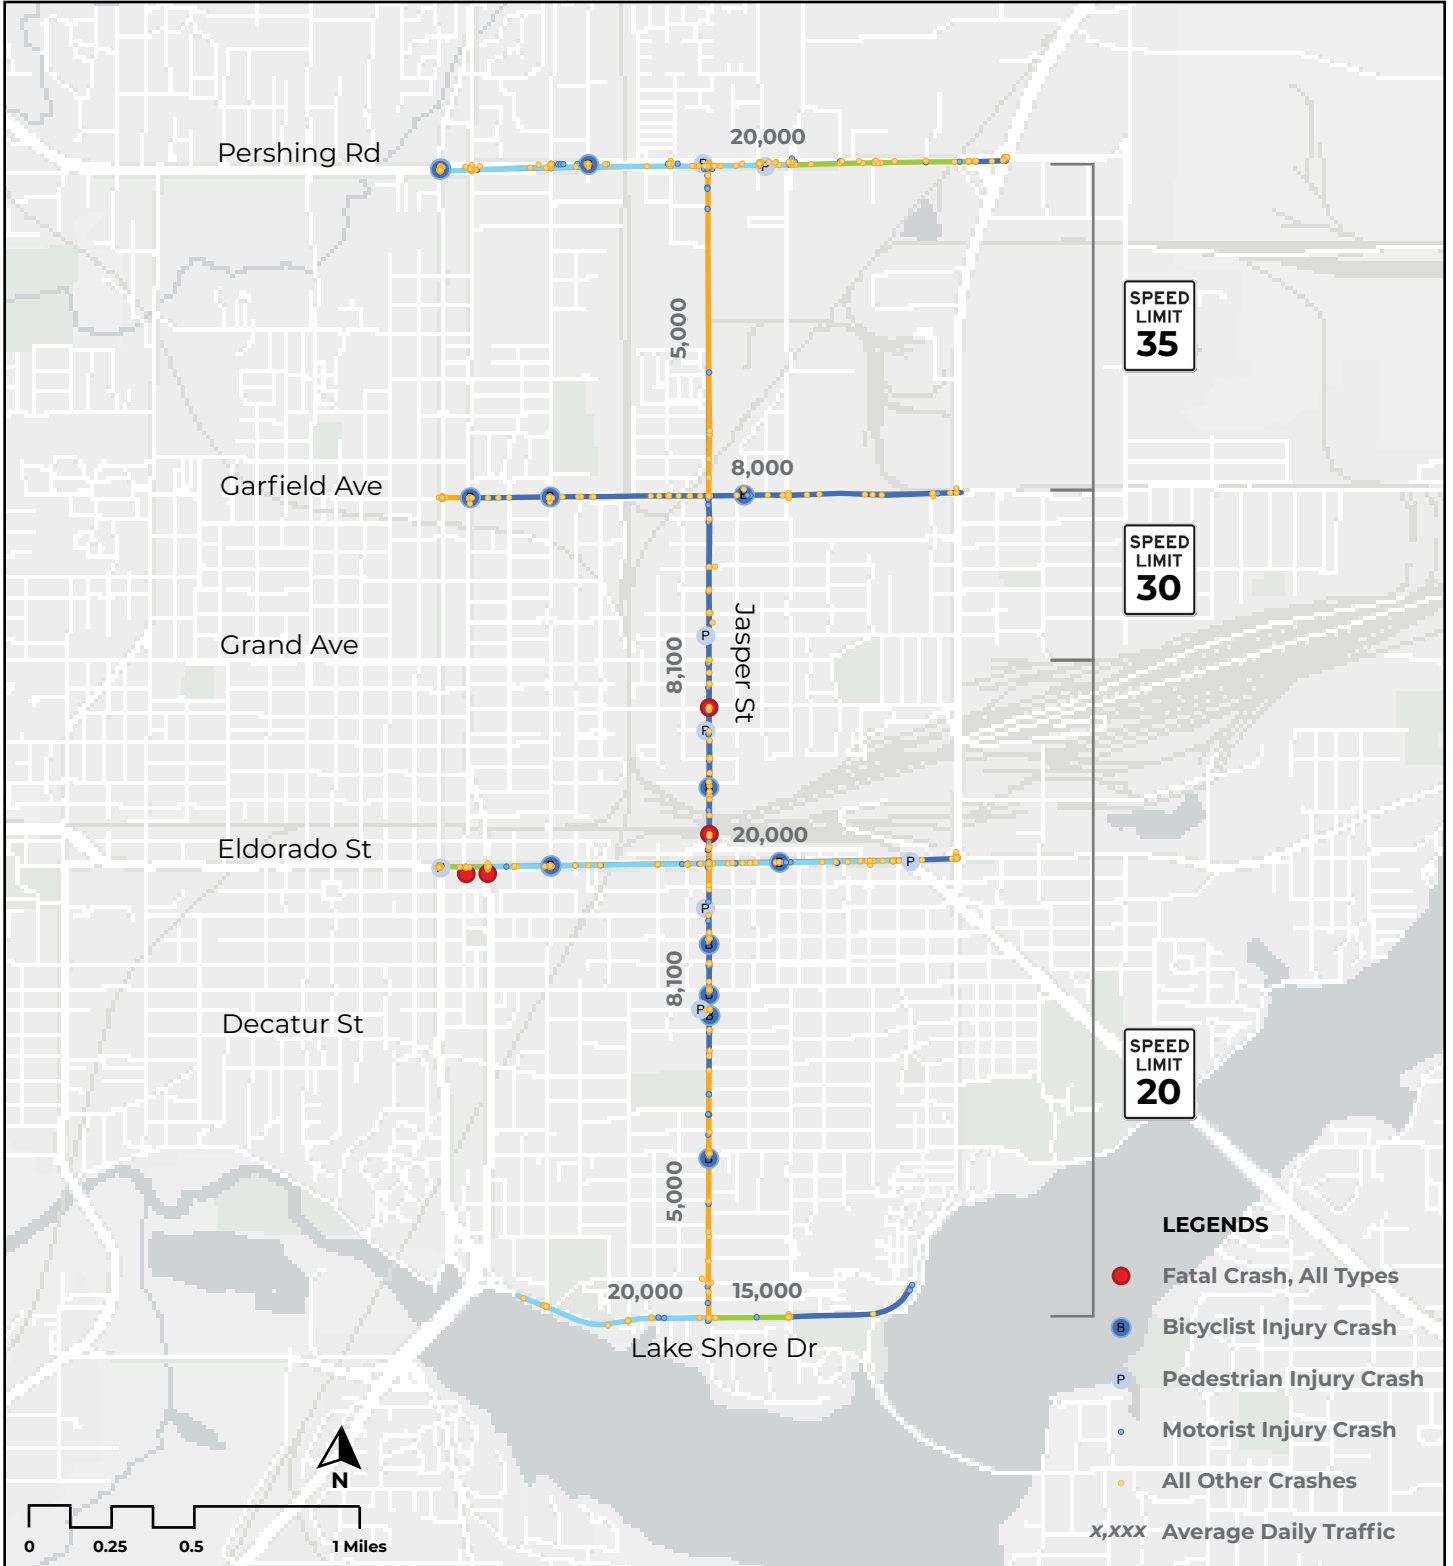 20,000
Pershing Rd
P
P
SPEED
LIMIT
35
5,000
8,000
Garfield Ave
SPEED
LIMIT
30
Jasper St
P
Grand Ave
8,100
P
20,000
Eldorado St
P
P
8,100
P
Decatur St
SPEED
LIMIT
20
5,000
LEGENDS
Fatal Crash, All Types
20,000
15,000
B
Bicyclist Injury Crash
Lake Shore Dr
P
Pedestrian Injury Crash
Motorist Injury Crash
All Other Crashes
N
x,xxx
Average Daily Traffic
0
0.25
0.5
1 Miles